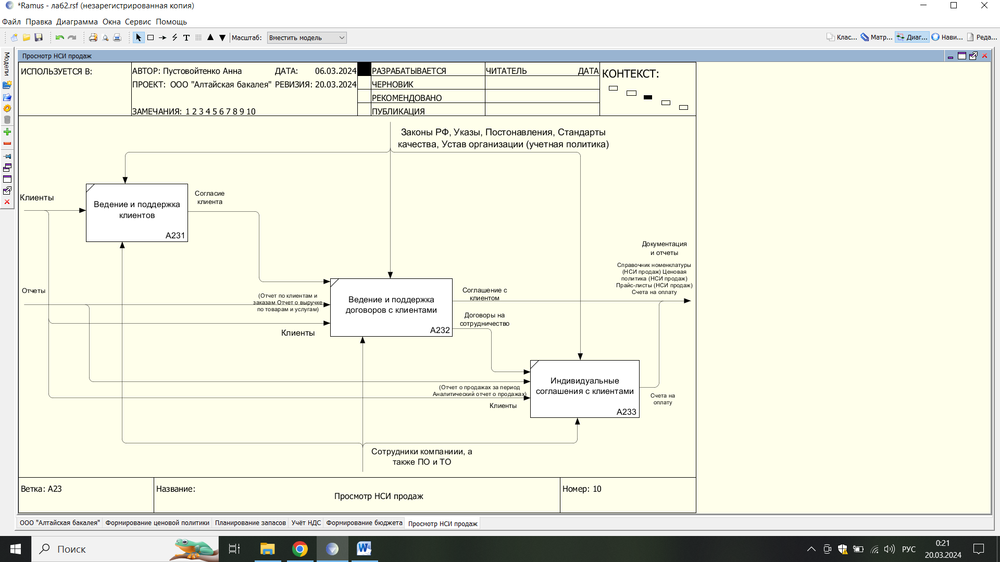 *Ramus - лаб2.rsf (незарегистрированная копия)
Файл Правка Диаграмма Окна Сервис Помощь
T Масштаб: Вместить модель Клас... Матр... Диаг... Нави... Реда...
Модели
Просмотр НСИ продаж
ИСПОЛЬЗУЕТСЯ В:
АВТОР: Пустовойтенко Анна ДАТА: 06.03.2024
ПРОЕКТ: ООО "Алтайская бакалея" РЕВИЗИЯ: 20.03.2024
ЗАМЕЧАНИЯ: 1 2 3 4 5 6 7 8 9 10
РАЗРАБАТЫВАЕТСЯ
ЧЕРНОВИК
РЕКОМЕНДОВАНО
ПУБЛИКАЦИЯ
ЧИТАТЕЛЬ ДАТА
КОНТЕКСТ:
Законы РФ, Указы, Постонавления, Стандарты
качества, Устав организации (учетная политика)
Клиенты
Ведение и поддержка
клиентов
A231
Согласие
клиента
Документация
и отчеты
Справочник номенклатуры
(НСИ продаж) Ценовая
политика (НСИ продаж)
Прайс-листы (НСИ продаж)
Счета на оплату
Отчеты
(Отчет по клиентам и
заказам Отчет о выручке
по товарам и услугам)
Клиенты
Ведение и поддержка
договоров с клиентами
A232
Соглашение с
клиентом
Договоры на
сотрудничество
(Отчет о продажах за период
Аналитический отчет о продажах)
Клиенты
Индивидуальные
соглашения с клиентами
A233
Счета на
оплату
Сотрудники компаниии, а
также ПО и ТО
Ветка: A23
Название:
Просмотр НСИ продаж
Номер: 10
ООО "Алтайская бакалея" Формирование ценовой политики Планирование запасов Учёт НДС Формирование бюджета Просмотр НСИ продаж
Поиск
РУС
0:21
20.03.2024